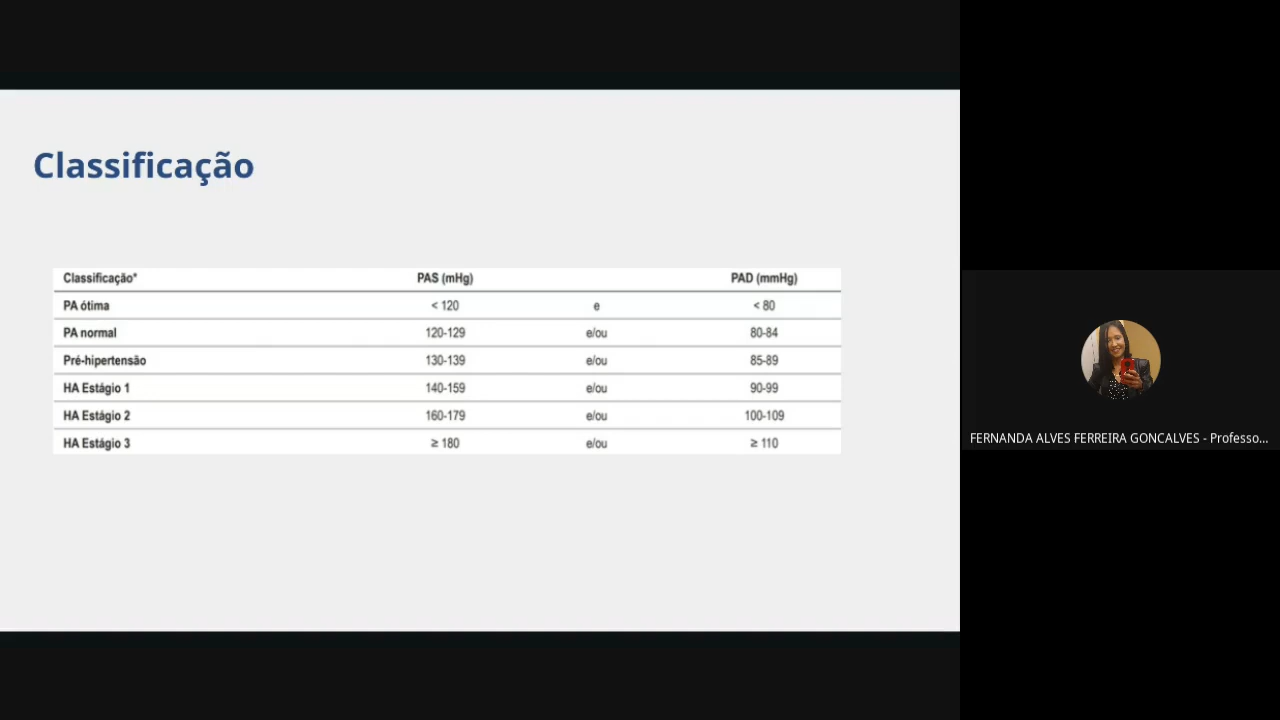 Classificação
Classificação* PAS (mHg) PAD (mmHg)
PA ótima < 120 e < 80
PA normal 120-129 e/ou 80-84
Pré-hipertensão 130-139 e/ou 85-89
HA Estágio 1 140-159 e/ou 90-99
HA Estágio 2 160-179 e/ou 100-109
HA Estágio 3 ≥ 180 e/ou ≥ 110
FERNANDA ALVES FERREIRA GONCALVES - Professo...